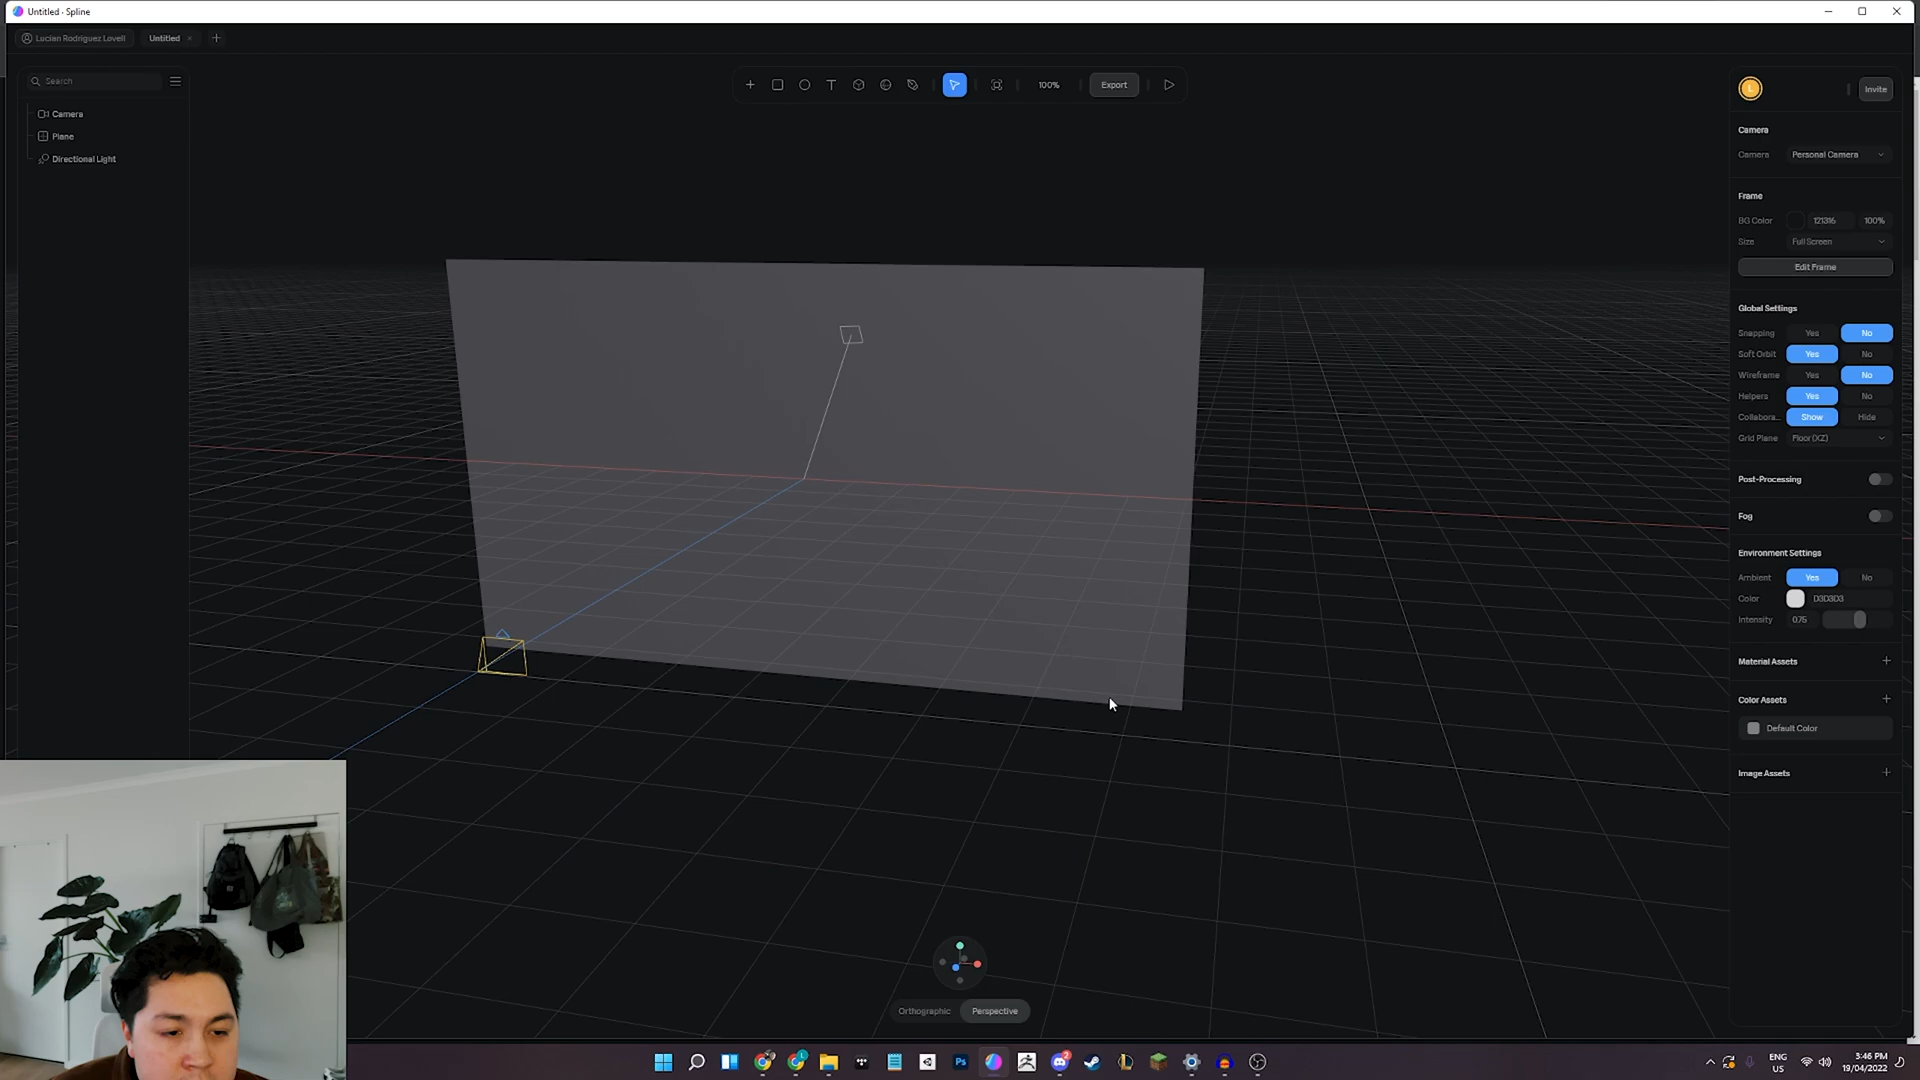 Untitled - Spline
Lucian Rodriguez Lovell
Untitled
Search
100%
Export
Invite
Camera
Plane
Directional Light
Camera
Camera Personal Camera
Frame
BG Color 121316 100%
Size Full Screen
Edit Frame
Global Settings
Snapping Yes No
Soft Orbit Yes No
Wireframe Yes No
Helpers Yes No
Collabora... Show Hide
Grid Plane Floor (XZ)
Post-Processing
Fog
Environment Settings
Ambient Yes No
Color D3D3D3
Intensity 0.75
Material Assets
Color Assets
Default Color
Image Assets
Orthographic Perspective
Ps
2
ENG
US
3:46 PM
19/04/2022